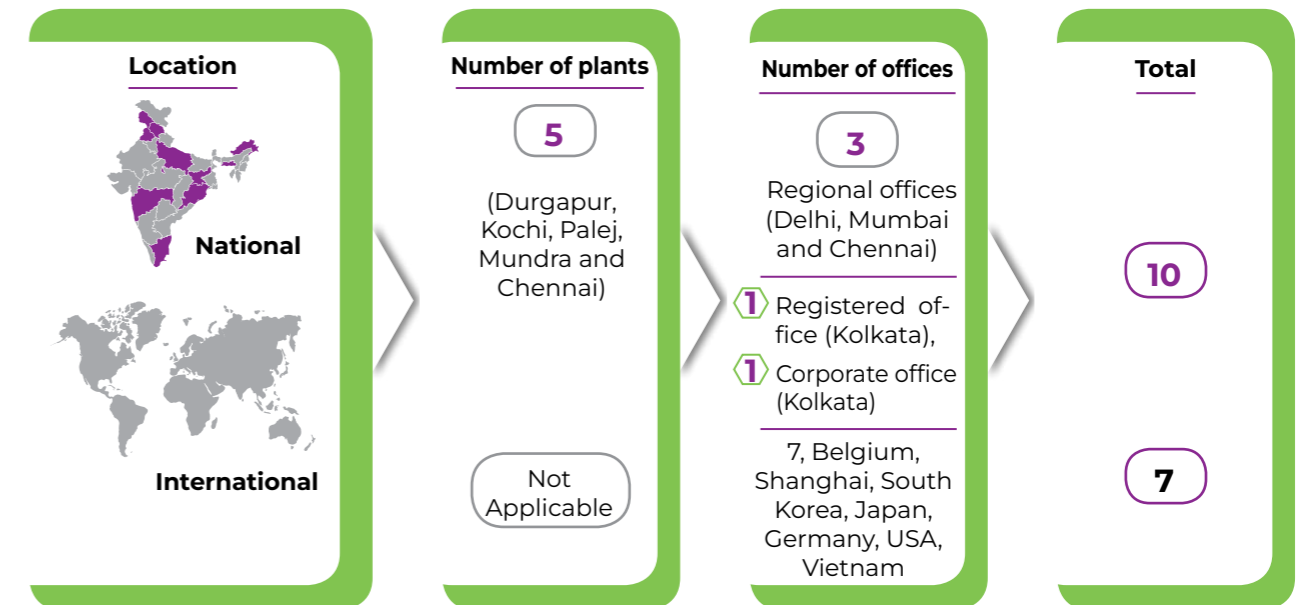 Location
National
International
Number of plants
5
(Durgapur,
Kochi, Palej,
Mundra and
Chennai)
Not
Applicable
Number of offices
3
Regional offices
(Delhi, Mumbai
and Chennai)
1 Registered of-
fice (Kolkata),
1 Corporate office
(Kolkata)
7, Belgium,
Shanghai, South
Korea, Japan,
Germany, USA,
Vietnam
Total
10
7